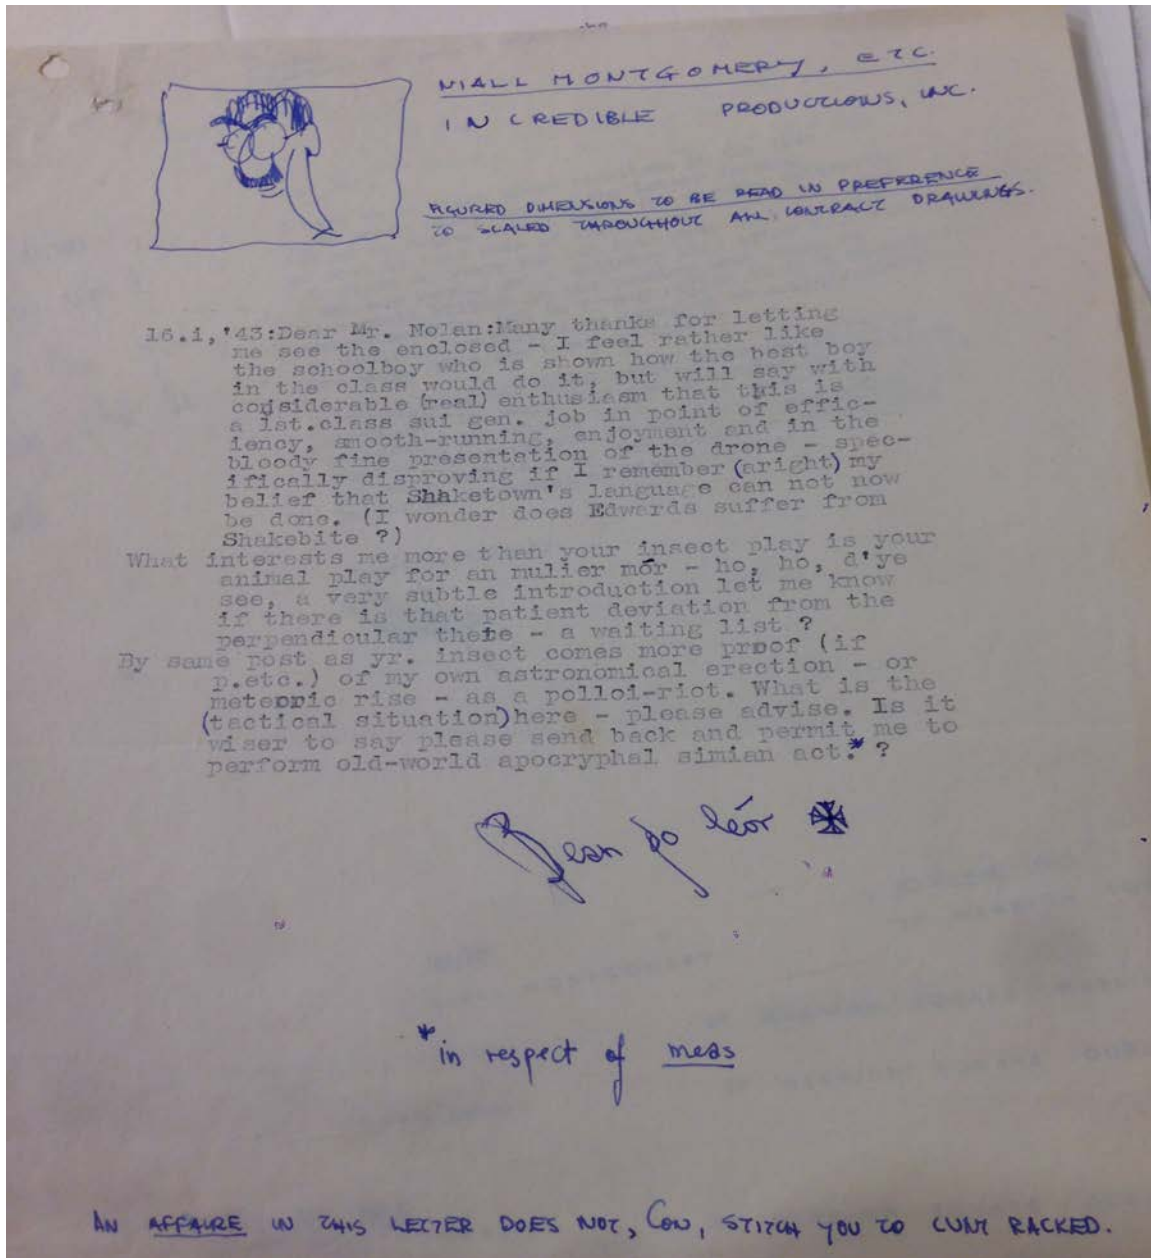 NIALL MONTGOMERY, ETC.
INCREDIBLE PRODUCTIONS, INC.
FIGURED DIMENSIONS TO BE READ IN PREFERENCE
TO SCALED THROUGHOUT ALL CONTRACT DRAWINGS.
16.i,'43:Dear Mr. Nolan:Many thanks for letting
me see the enclosed - I feel rather like
the schoolboy who is shown how the best boy
in the class would do it, but will say with
considerable (real) enthusiasm that this is
a 1st.class sui gen. job in point of effic-
iency, smooth-running, enjoyment and in the
bloody fine presentation of the drone - spec-
ifically disproving if I remember (aright) my
belief that Shaketown's language can not now
be done. (I wonder does Edwards suffer from
Shakebite ?)
What interests me more than your insect play is your
animal play for an mulier mór - ho, ho, d'ye
see, a very subtle introduction let me know
if there is that patient deviation from the
perpendicular there - a waiting list ?
By same post as yr. insect comes more proof (if
p.etc.) of my own astronomical erection - or
meteoric rise - as a polloi-riot. What is the
(tactical situation) here - please advise. Is it
wiser to say please send back and permit me to
perform old-world apocryphal simian act.* ?
Bean go leór
*in respect of meas
AN AFFAIRE IN THIS LETTER DOES NOT, CON, STITCH YOU TO CUNT RACKED.